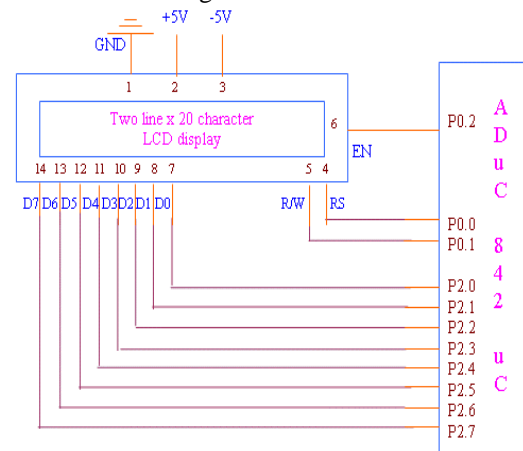 +5V -5V
GND
1 2 3
Two line x 20 character
LCD display
6
EN
P0.2
14 13 12 11 10 9 8 7 5 4
D7 D6 D5 D4 D3 D2 D1 D0 R/W RS
P0.0
P0.1
P2.0
P2.1
P2.2
P2.3
P2.4
P2.5
P2.6
P2.7
A
D
u
C
8
4
2
u
C